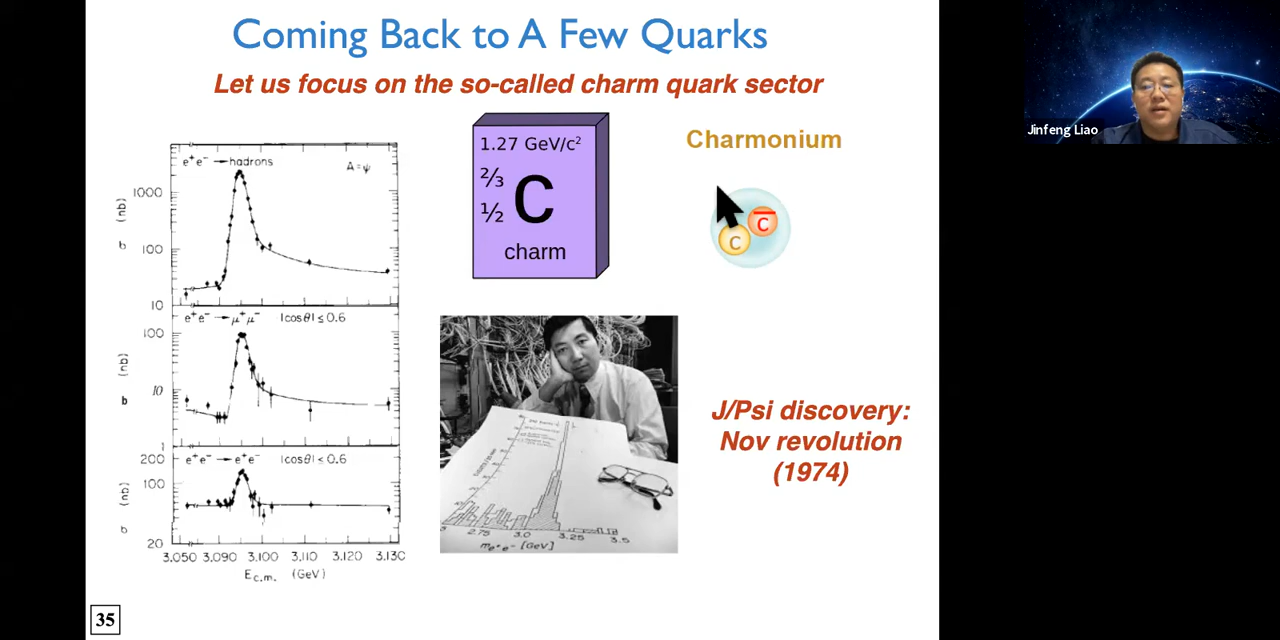 Coming Back to A Few Quarks
Let us focus on the so-called charm quark sector
Jinfeng Liao
e⁺e⁻ → hadrons
A = ψ
1000
100
10
σ (nb)
e⁺e⁻ → μ⁺μ⁻ |cosθ| ≤ 0.6
100
10
1
(nb)
e⁺e⁻ → e⁺e⁻ |cosθ| ≤ 0.6
200
100
20
σ (nb)
3.050 3.090 3.100 3.110 3.120 3.130
E c.m. (GeV)
1.27 GeV/c²
⅔
½
C
charm
Charmonium
c
c̅
2.75 3.0 3.25 3.5
m e⁺e⁻ [GeV]
J/Psi discovery:
Nov revolution
(1974)
35